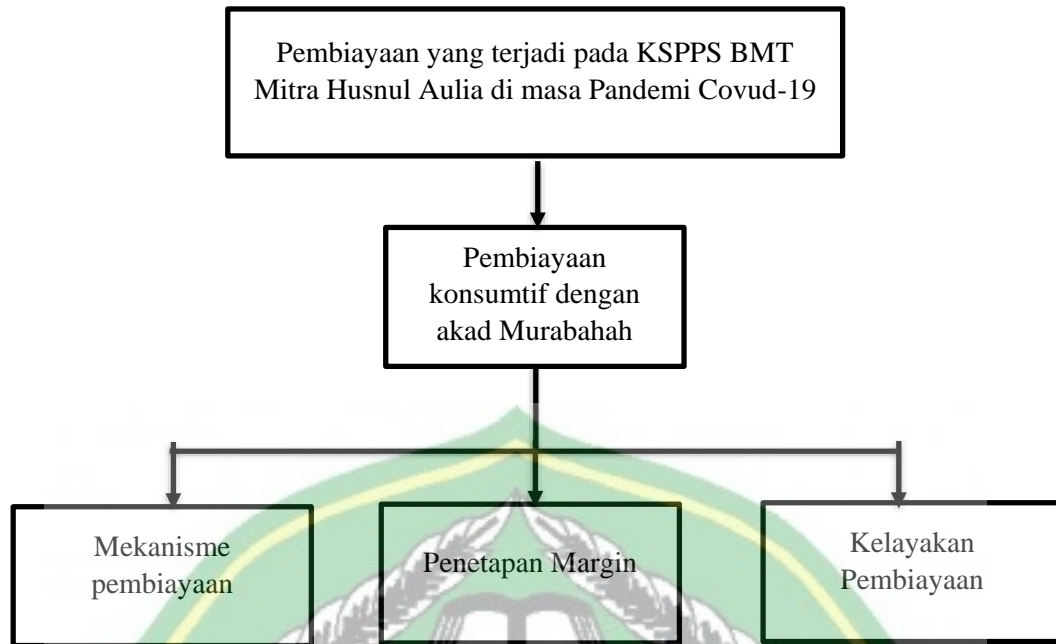 Pembiayaan yang terjadi pada KSPPS BMT
Mitra Husnul Aulia di masa Pandemi Covud-19
Pembiayaan
konsumtif dengan
akad Murabahah
Mekanisme
pembiayaan
Penetapan Margin
Kelayakan
Pembiayaan